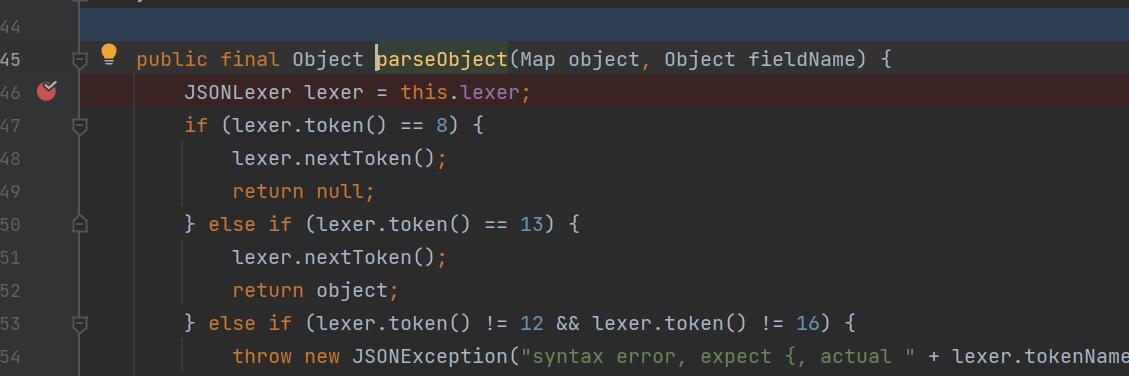 44
45 public final Object parseObject(Map object, Object fieldName) {
46 JSONLexer lexer = this.lexer;
47 if (lexer.token() == 8) {
48 lexer.nextToken();
49 return null;
50 } else if (lexer.token() == 13) {
51 lexer.nextToken();
52 return object;
53 } else if (lexer.token() != 12 && lexer.token() != 16) {
54 throw new JSONException("syntax error, expect {, actual " + lexer.tokenName